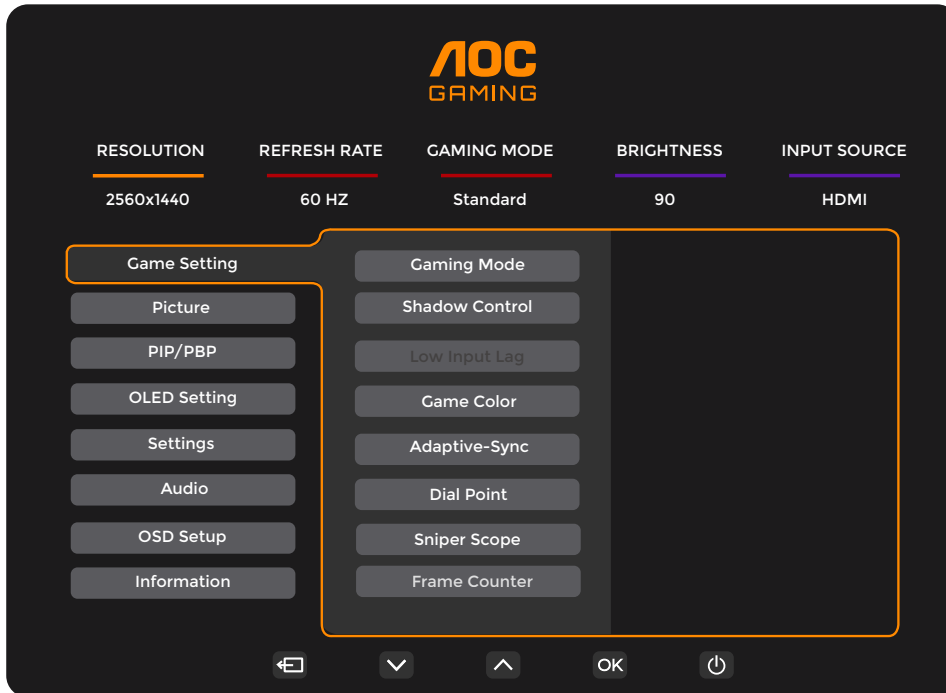 AOC
GAMING
RESOLUTION REFRESH RATE GAMING MODE BRIGHTNESS INPUT SOURCE
2560x1440 60 HZ Standard 90 HDMI
Game Setting
Picture
PIP/PBP
OLED Setting
Settings
Audio
OSD Setup
Information
Gaming Mode
Shadow Control
Low Input Lag
Game Color
Adaptive-Sync
Dial Point
Sniper Scope
Frame Counter
OK